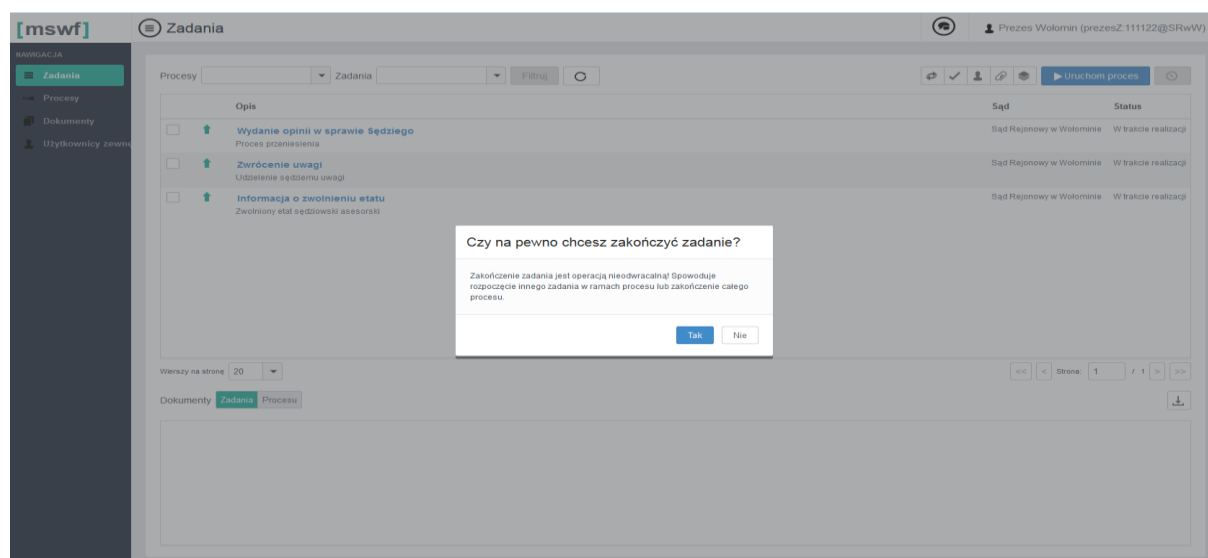 [mswf]
Zadania
Prezes Wołomin (prezesZ.111122@SRwW)
NAWIGACJA
Zadania
Procesy
Dokumenty
Użytkownicy
Procesy
Zadania
Filtruj
Uruchom proces
Opis
Sąd
Status
Wydanie opinii w sprawie Sędziego
Proces przeniesienia
Sąd Rejonowy w Wołominie
W trakcie realizacji
Zwrócenie uwagi
Udzielenie sędziemu uwagi
Sąd Rejonowy w Wołominie
W trakcie realizacji
Informacja o zwolnieniu etatu
Zwolniony etat sędziowski asesorski
Sąd Rejonowy w Wołominie
W trakcie realizacji
Czy na pewno chcesz zakończyć zadanie?
Zakończenie zadania jest operacją nieodwracalną! Spowoduje
rozpoczęcie innego zadania w ramach procesu lub zakończenie całego
procesu.
Tak
Nie
Wierszy na stronę
20
<<
<
Strona:
1
/ 1
>
>>
Dokumenty
Zadania
Procesu